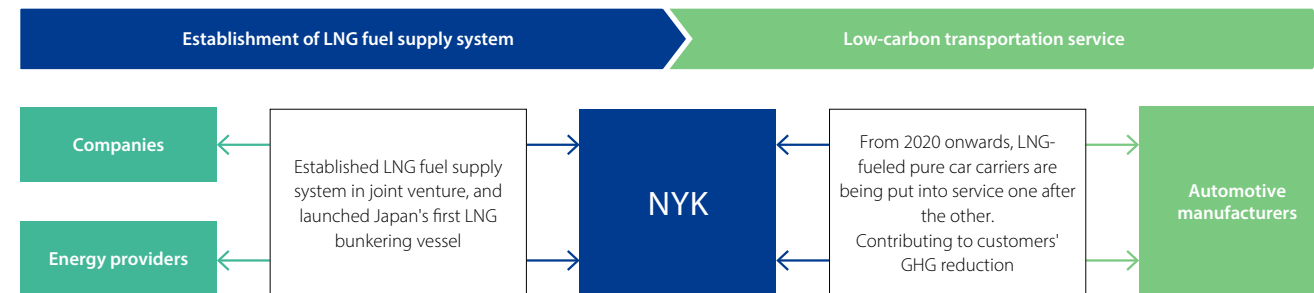 Establishment of LNG fuel supply system
Low-carbon transportation service
Companies
Energy providers
Established LNG fuel supply
system in joint venture, and
launched Japan's first LNG
bunkering vessel
NYK
From 2020 onwards, LNG-
fueled pure car carriers are
being put into service one after
the other.
Contributing to customers'
GHG reduction
Automotive
manufacturers